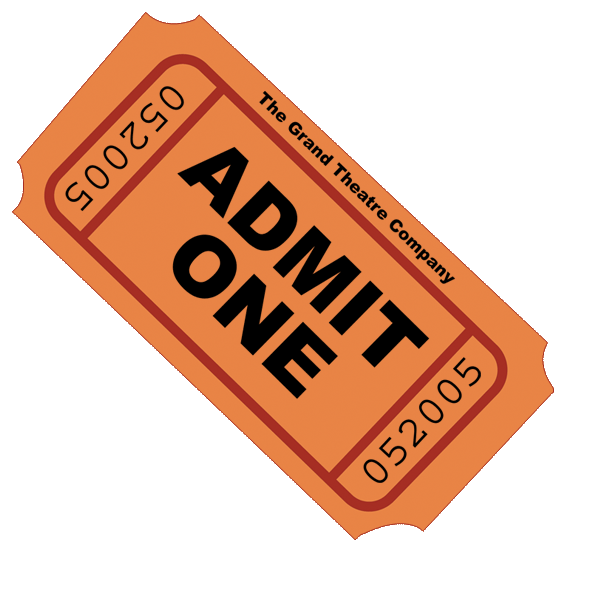 The Grand Theatre Company
052005
ADMIT
ONE
052005